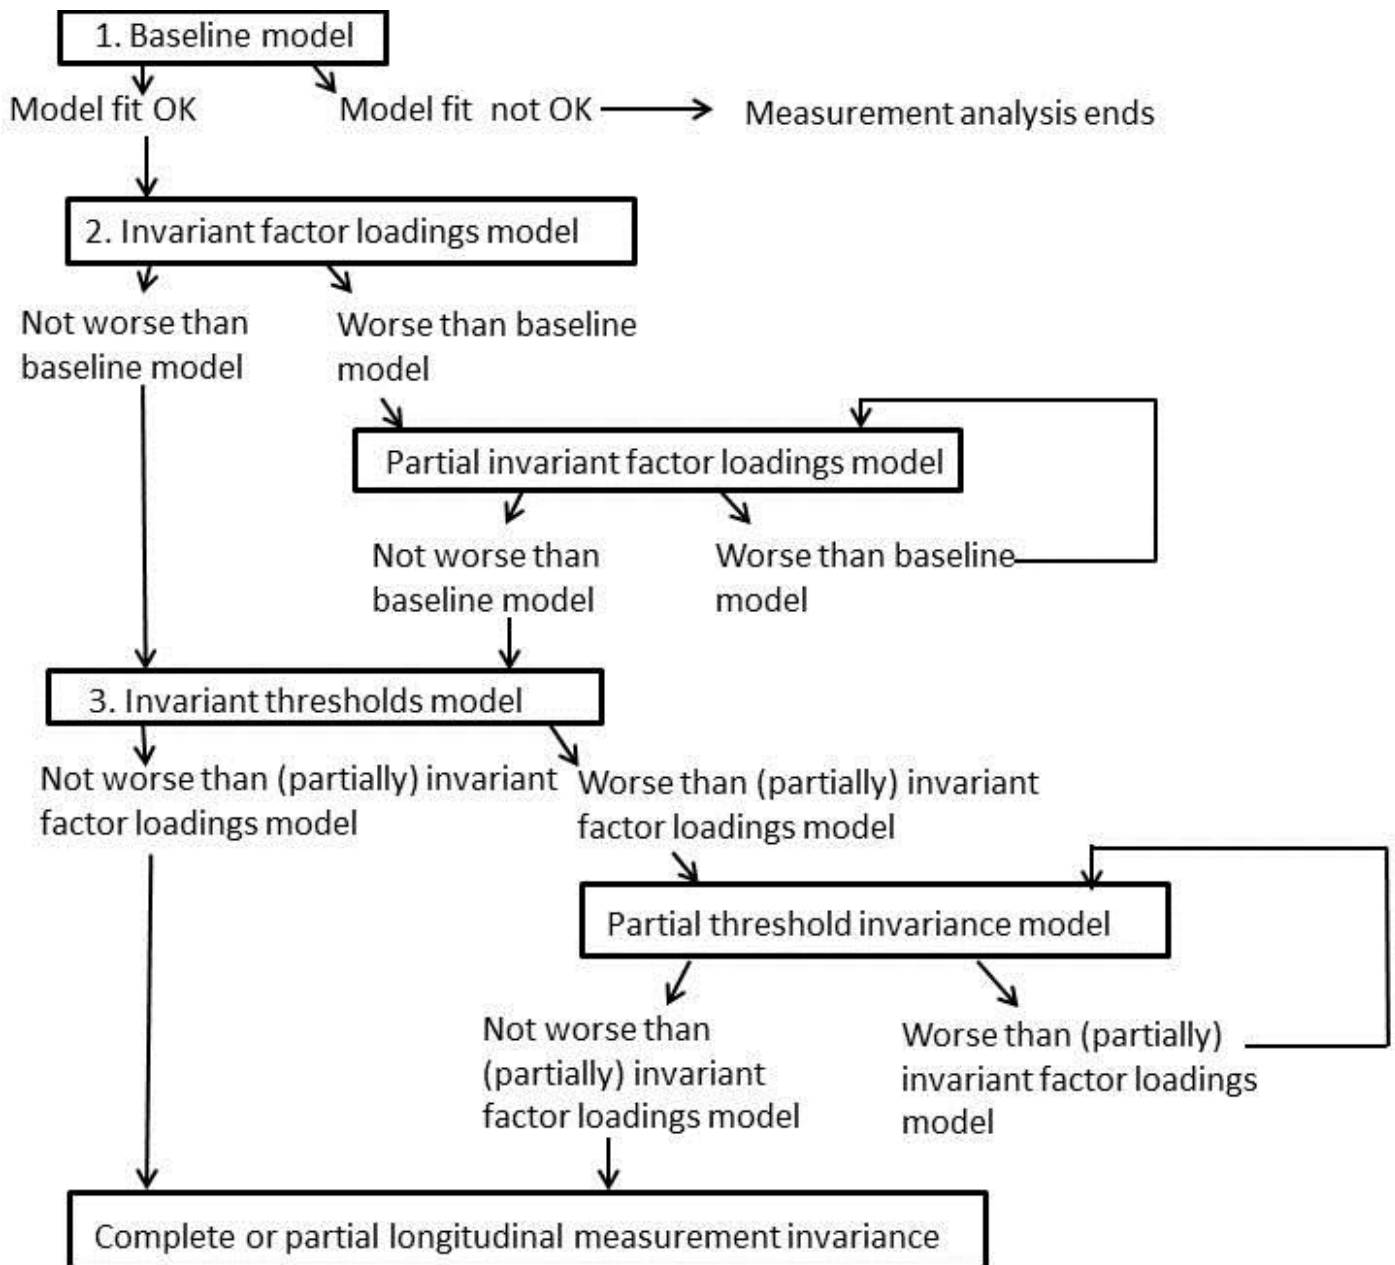 1. Baseline model
Model fit OK
Model fit not OK
Measurement analysis ends
2. Invariant factor loadings model
Not worse than
baseline model
Worse than baseline
model
Partial invariant factor loadings model
Not worse than
baseline model
Worse than baseline
model
3. Invariant thresholds model
Not worse than (partially) invariant
factor loadings model
Worse than (partially) invariant
factor loadings model
Partial threshold invariance model
Not worse than
(partially) invariant
factor loadings model
Worse than (partially)
invariant factor loadings
model
Complete or partial longitudinal measurement invariance